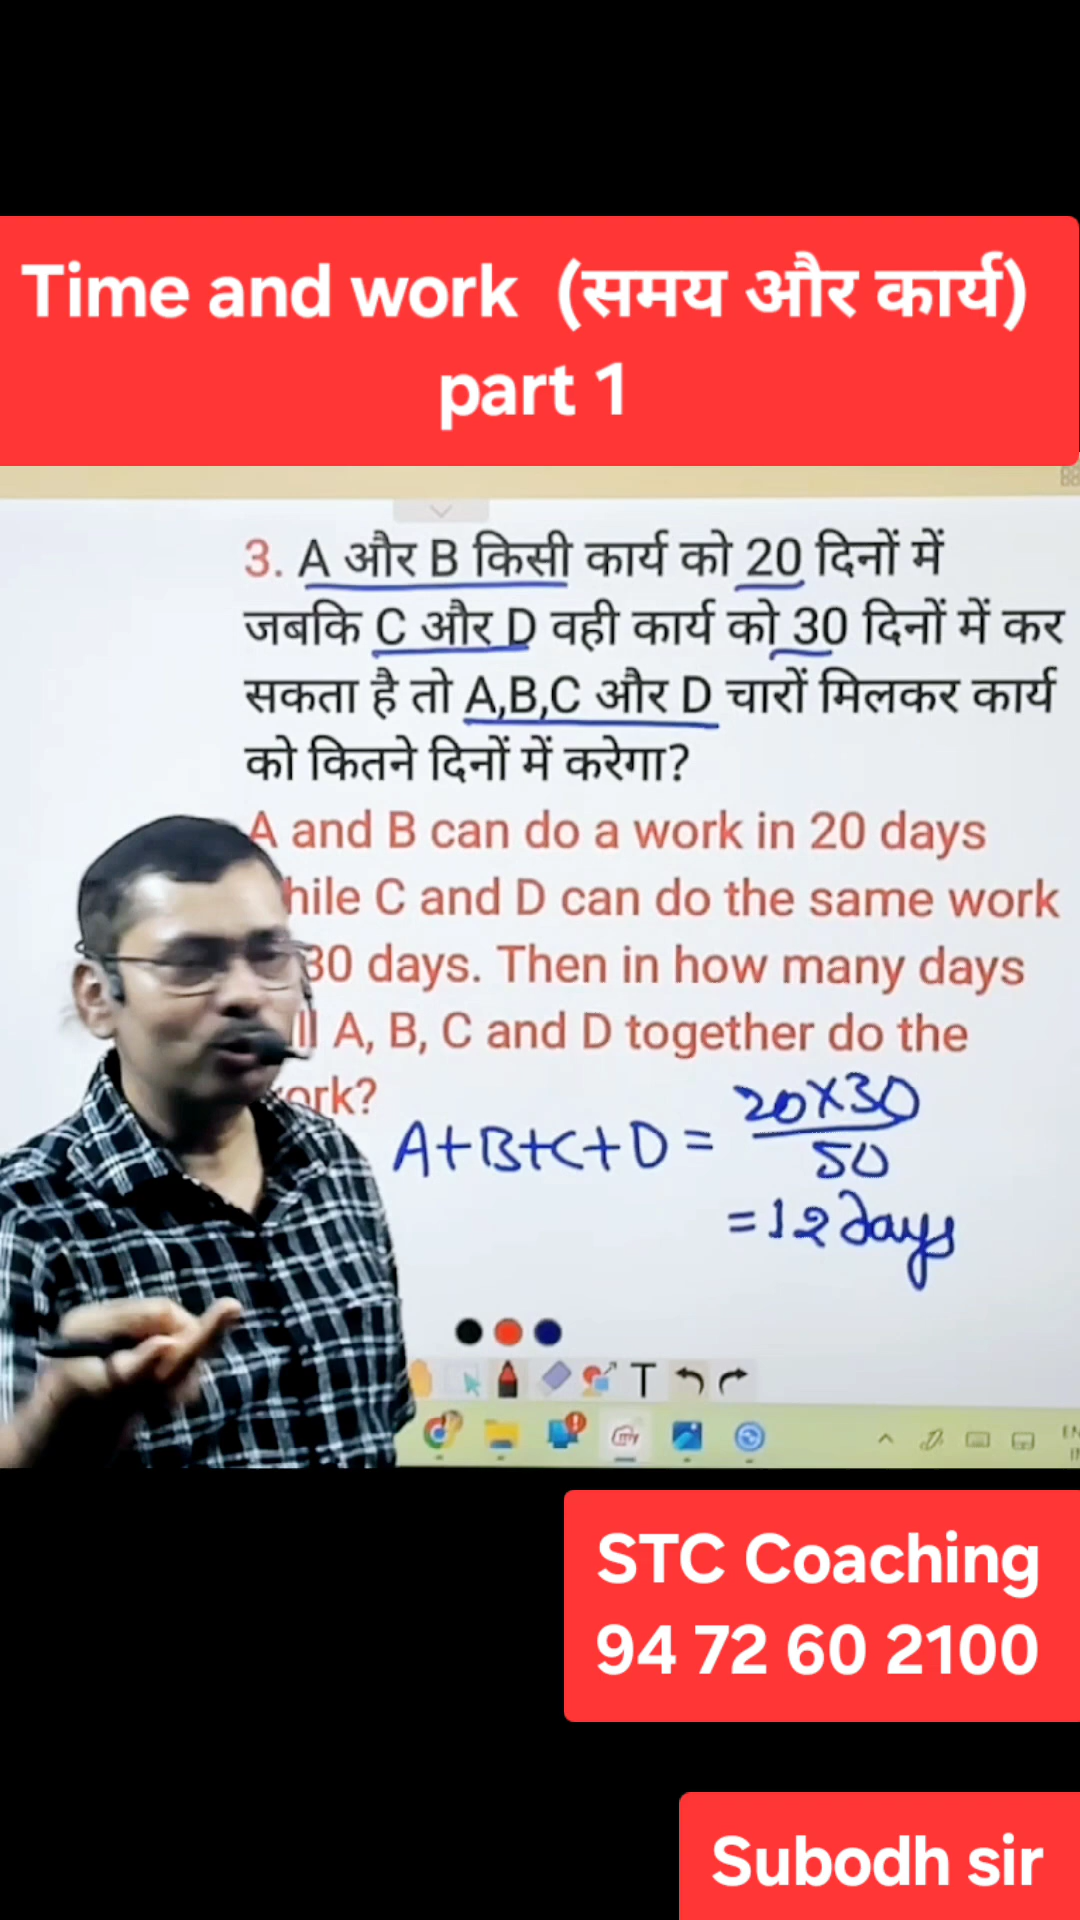 Time and work (समय और कार्य)
part 1
3. A और B किसी कार्य को 20 दिनों में
जबकि C और D वही कार्य को 30 दिनों में कर
सकता है तो A,B,C और D चारों मिलकर कार्य
को कितने दिनों में करेगा?
A and B can do a work in 20 days
hile C and D can do the same work
30 days. Then in how many days
ll A, B, C and D together do the
ork?
20×30
A+B+C+D =
50
=12 days
T
STC Coaching
94 72 60 2100
Subodh sir